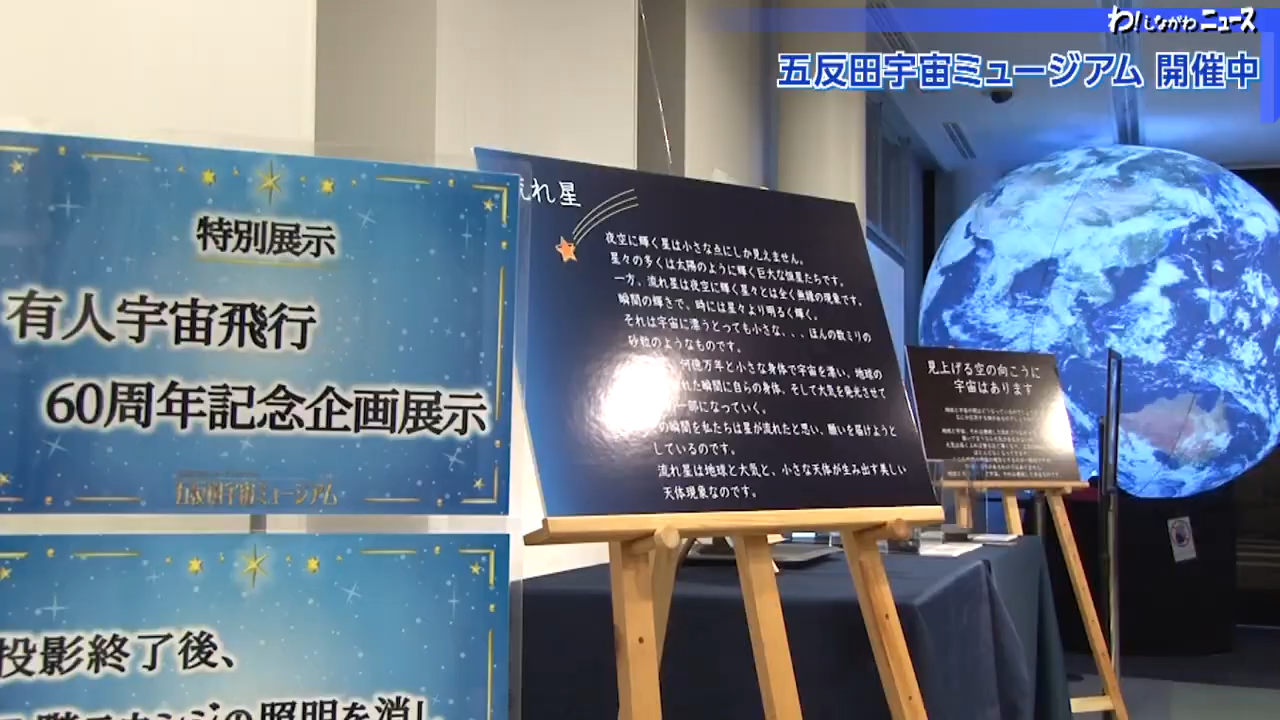 わ!しながわニュース
五反田宇宙ミュージアム 開催中
特別展示
有人宇宙飛行
60周年記念企画展示
五反田宇宙ミュージアム
投影終了後、
の照明を消し
れ星
夜空に輝く星は小さな点にしか見えません。
星々の多くは太陽のように輝く巨大な恒星たちです。
一方、流れ星は夜空に輝く星々とは全く無縁の現象です。
瞬間の輝きで、時には星々より明るく輝く。
それは宇宙に漂うとっても小さな、、、ほんの数ミリの
砂粒のようなものです。
何億万年と小さな身体で宇宙を漂い、地球の
れた瞬間に自らの身体、そして大気を発光させて
一部になっていく。
の瞬間を私たちは星が流れたと思い、願いを届けようと
しているのです。
流れ星は地球と大気と、小さな天体が生み出す美しい
天体現象なのです。
見上げる空の向こうに
宇宙はあります